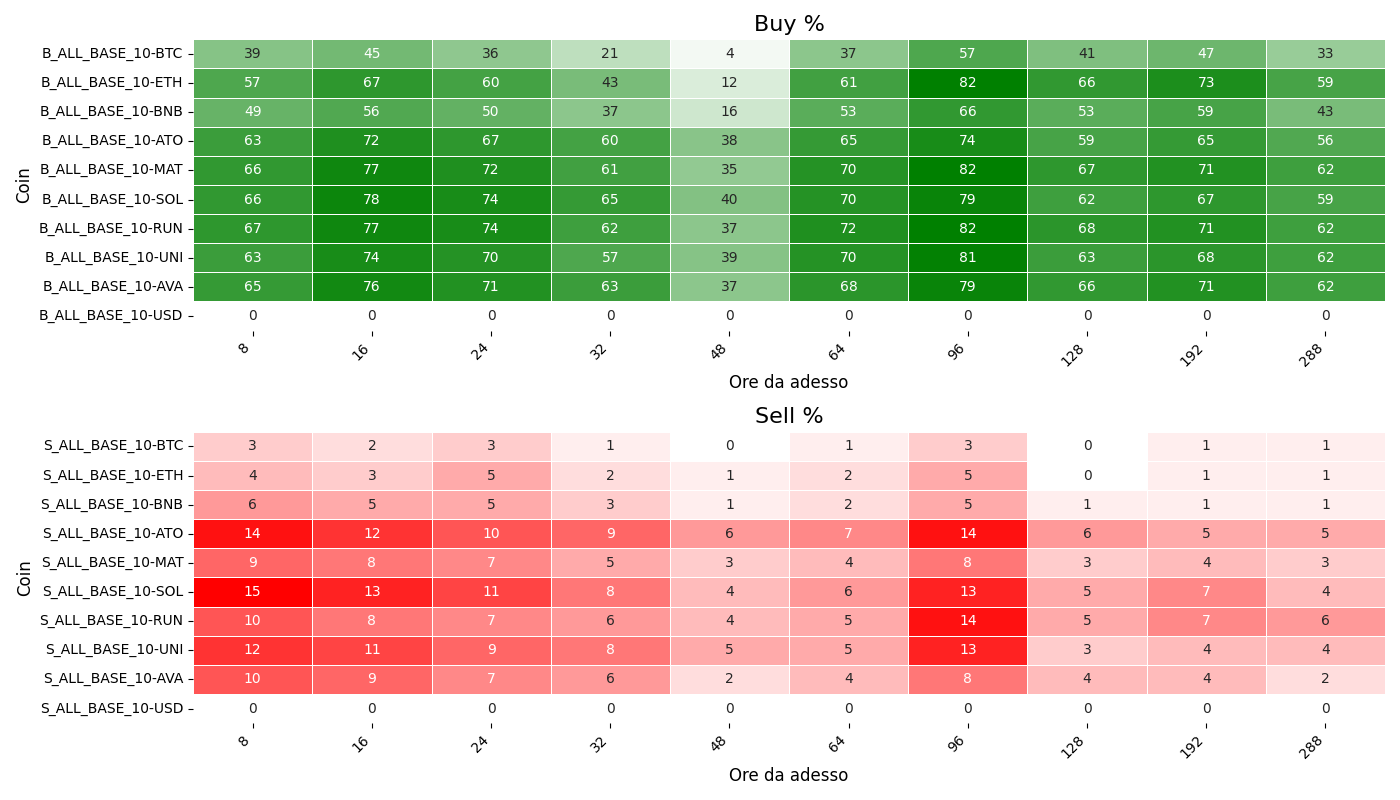 Buy %
Coin
B_ALL_BASE_10-BTC 39 45 36 21 4 37 57 41 47 33
B_ALL_BASE_10-ETH 57 67 60 43 12 61 82 66 73 59
B_ALL_BASE_10-BNB 49 56 50 37 16 53 66 53 59 43
B_ALL_BASE_10-ATO 63 72 67 60 38 65 74 59 65 56
B_ALL_BASE_10-MAT 66 77 72 61 35 70 82 67 71 62
B_ALL_BASE_10-SOL 66 78 74 65 40 70 79 62 67 59
B_ALL_BASE_10-RUN 67 77 74 62 37 72 82 68 71 62
B_ALL_BASE_10-UNI 63 74 70 57 39 70 81 63 68 62
B_ALL_BASE_10-AVA 65 76 71 63 37 68 79 66 71 62
B_ALL_BASE_10-USD 0 0 0 0 0 0 0 0 0 0
8 16 24 32 48 64 96 128 192 288
Ore da adesso
Sell %
Coin
S_ALL_BASE_10-BTC 3 2 3 1 0 1 3 0 1 1
S_ALL_BASE_10-ETH 4 3 5 2 1 2 5 0 1 1
S_ALL_BASE_10-BNB 6 5 5 3 1 2 5 1 1 1
S_ALL_BASE_10-ATO 14 12 10 9 6 7 14 6 5 5
S_ALL_BASE_10-MAT 9 8 7 5 3 4 8 3 4 3
S_ALL_BASE_10-SOL 15 13 11 8 4 6 13 5 7 4
S_ALL_BASE_10-RUN 10 8 7 6 4 5 14 5 7 6
S_ALL_BASE_10-UNI 12 11 9 8 5 5 13 3 4 4
S_ALL_BASE_10-AVA 10 9 7 6 2 4 8 4 4 2
S_ALL_BASE_10-USD 0 0 0 0 0 0 0 0 0 0
8 16 24 32 48 64 96 128 192 288
Ore da adesso